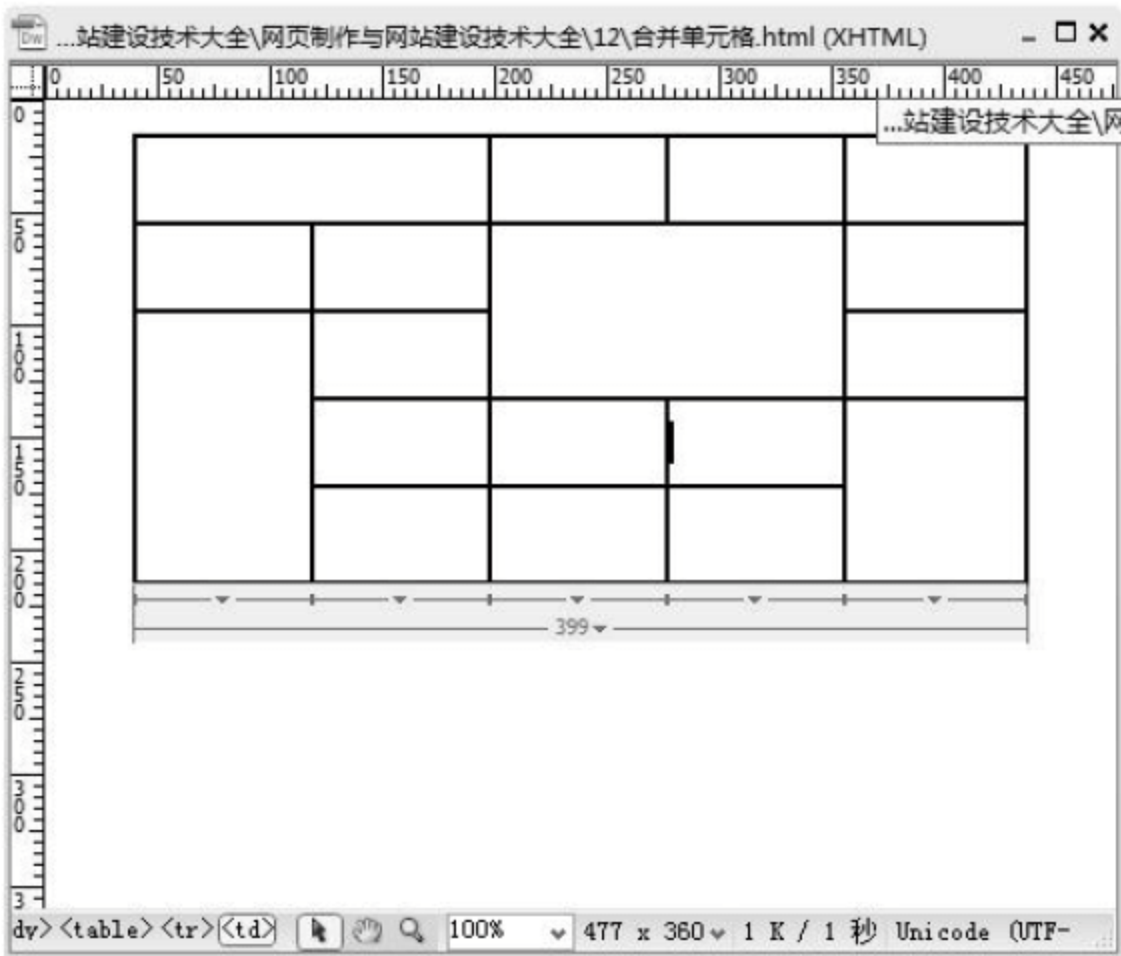 Dw ...站建设技术大全\网页制作与网站建设技术大全\12\合并单元格.html (XHTML)
0 50 100 150 200 250 300 350 400 450
...站建设技术大全\网
0
50
100
150
200
399
250
300
3
dy> <table> <tr> <td> 100% 477 x 360 1 K / 1 秒 Unicode (UTF-